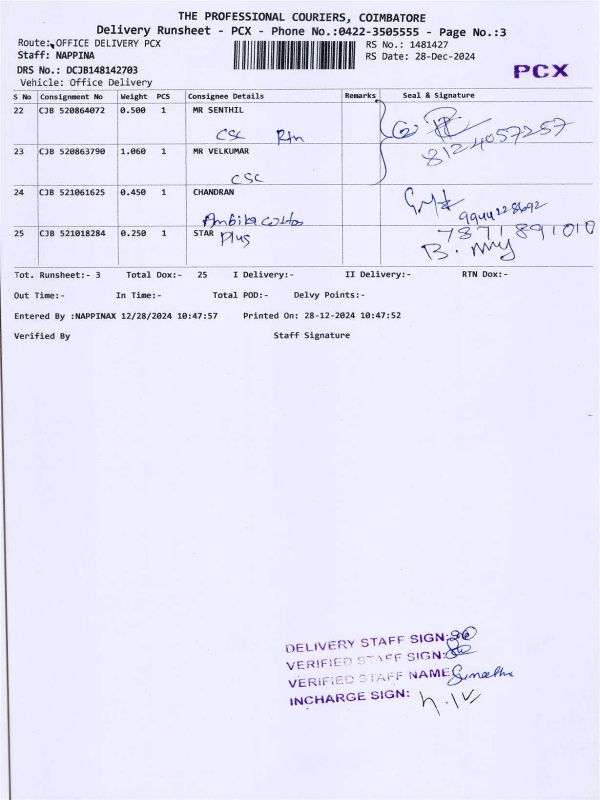 THE PROFESSIONAL COURIERS, COIMBATORE
Delivery Runsheet - PCX - Phone No.:0422-3505555 - Page No.:3
Route: OFFICE DELIVERY PCX RS No.: 1481427
Staff: NAPPINA RS Date: 28-Dec-2024
DRS No.: DCJB148142703 PCX
Vehicle: Office Delivery
S No Consignment No Weight PCS Consignee Details Remarks Seal & Signature
22 CJB 520864072 0.500 1 MR SENTHIL
CSC Rtn 8124057257
23 CJB 520863790 1.060 1 MR VELKUMAR
CSC
24 CJB 521061625 0.450 1 CHANDRAN
Ambika
25 CJB 521018284 0.250 1 STAR 7871891010
Plus
Tot. Runsheet:- 3 Total Dox:- 25 I Delivery:- II Delivery:- RTN Dox:-
Out Time:- In Time:- Total POD:- Delvy Points:-
Entered By :NAPPINAX 12/28/2024 10:47:57 Printed On: 28-12-2024 10:47:52
Verified By Staff Signature
DELIVERY STAFF SIGN:
VERIFIED STAFF SIGN:
VERIFIED STAFF NAME
INCHARGE SIGN: